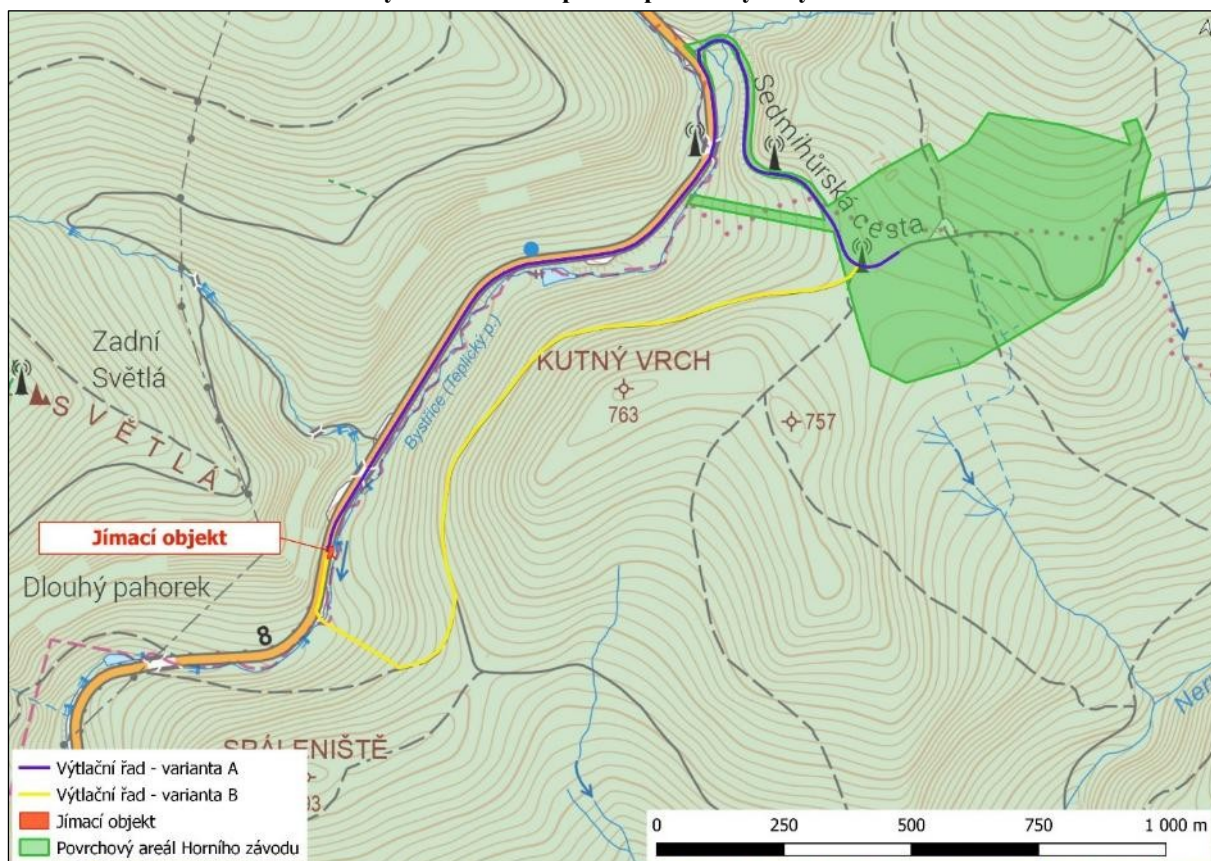 Sedmihůrská cesta
Bystřice (Teplický p.)
Zadní
Světlá
SVĚTLÁ
KUTNÝ VRCH
763
757
Jímací objekt
Dlouhý pahorek
8
SPÁLENIŠTĚ
93
Výtlační řad - varianta A
Výtlační řad - varianta B
Jímací objekt
Povrchový areál Horního závodu
0 250 500 750 1 000 m